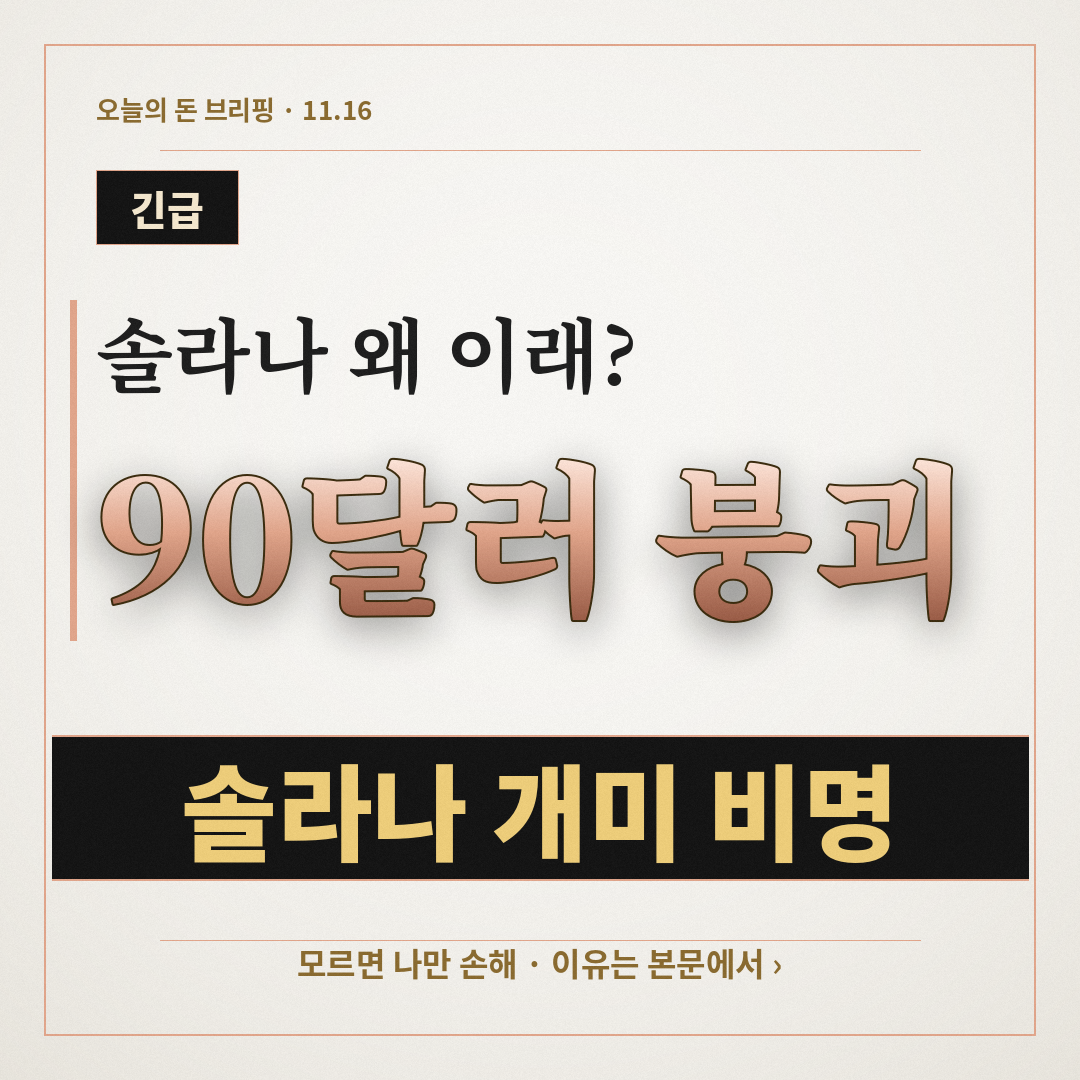 오늘의 돈 브리핑 · 11.16
긴급
솔라나 왜 이래?
90달러 붕괴
솔라나 개미 비명
모르면 나만 손해 · 이유는 본문에서 ›